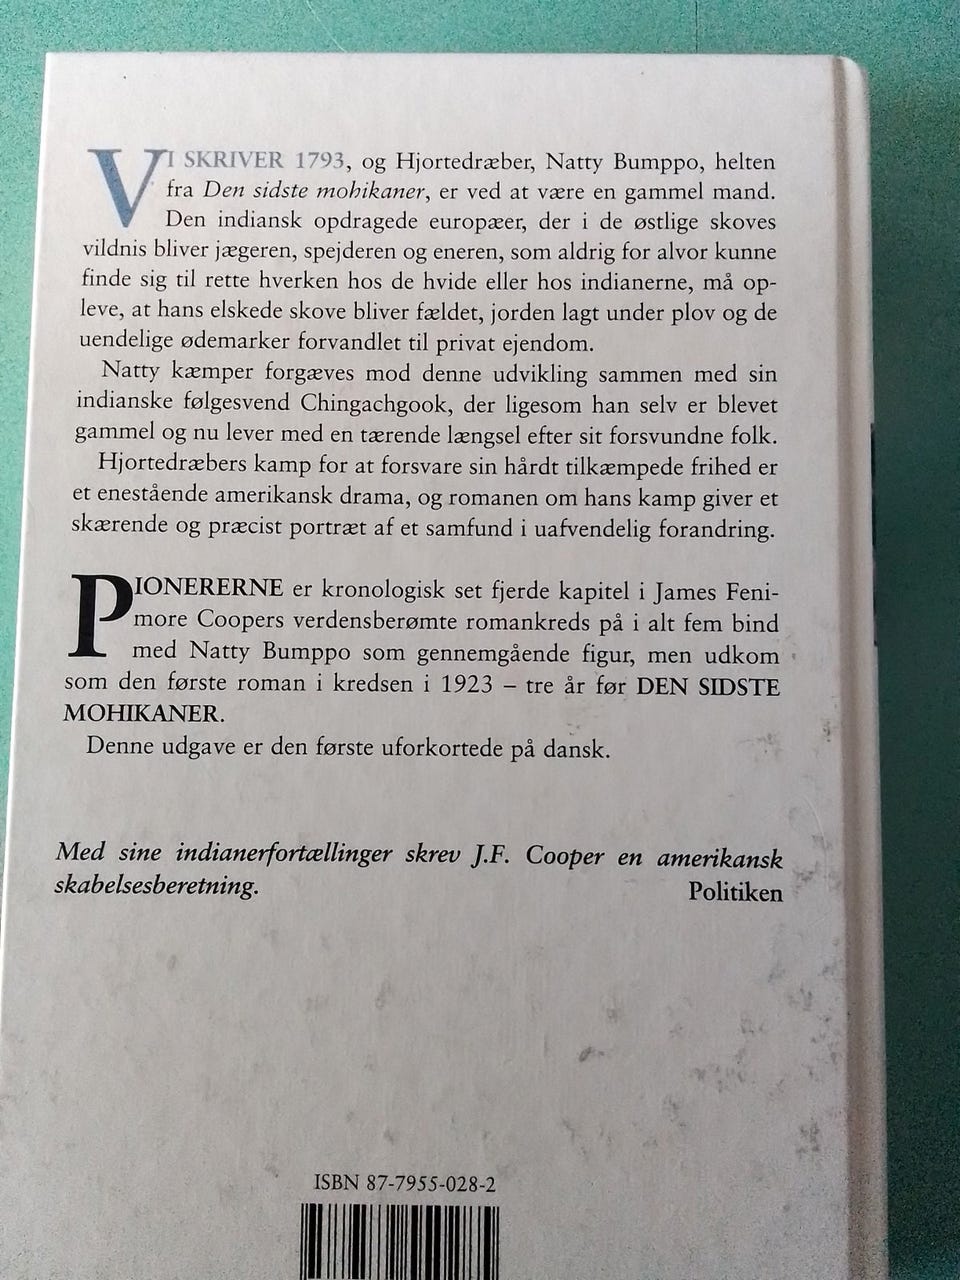 VI SKRIVER 1793, og Hjortedræber, Natty Bumppo, helten
fra Den sidste mohikaner, er ved at være en gammel mand.
Den indiansk opdragede europæer, der i de østlige skoves
vildnis bliver jægeren, spejderen og eneren, som aldrig for alvor kunne
finde sig til rette hverken hos de hvide eller hos indianerne, må op-
leve, at hans elskede skove bliver fældet, jorden lagt under plov og de
uendelige ødemarker forvandlet til privat ejendom.
Natty kæmper forgæves mod denne udvikling sammen med sin
indianske følgesvend Chingachgook, der ligesom han selv er blevet
gammel og nu lever med en tærende længsel efter sit forsvundne folk.
Hjortedræbers kamp for at forsvare sin hårdt tilkæmpede frihed er
et enestående amerikansk drama, og romanen om hans kamp giver et
skærende og præcist portræt af et samfund i uafvendelig forandring.
PIONERERNE er kronologisk set fjerde kapitel i James Feni-
more Coopers verdensberømte romankreds på i alt fem bind
med Natty Bumppo som gennemgående figur, men udkom
som den første roman i kredsen i 1923 – tre år før DEN SIDSTE
MOHIKANER.
Denne udgave er den første uforkortede på dansk.
Med sine indianerfortællinger skrev J.F. Cooper en amerikansk
skabelsesberetning. Politiken
ISBN 87-7955-028-2